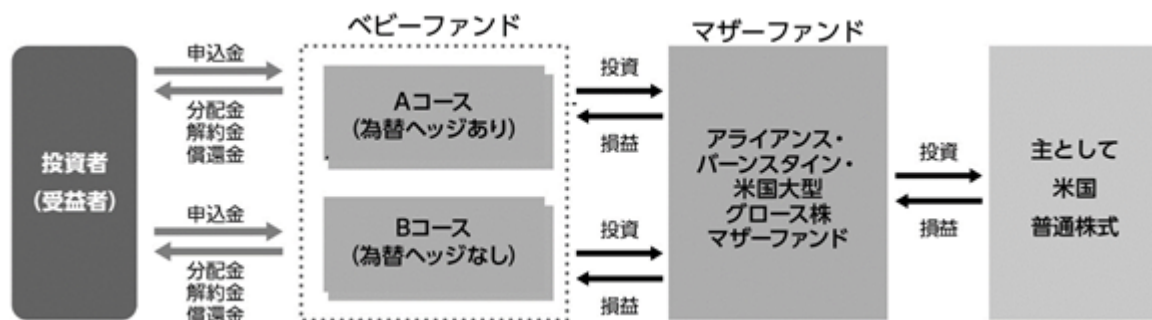 ベビーファンド
マザーファンド
投資者
(受益者)
申込金
分配金
解約金
償還金
申込金
分配金
解約金
償還金
Aコース
(為替ヘッジあり)
Bコース
(為替ヘッジなし)
投資
損益
投資
損益
アライアンス・
バーンスタイン・
米国大型
グロース株
マザーファンド
投資
損益
主として
米国
普通株式